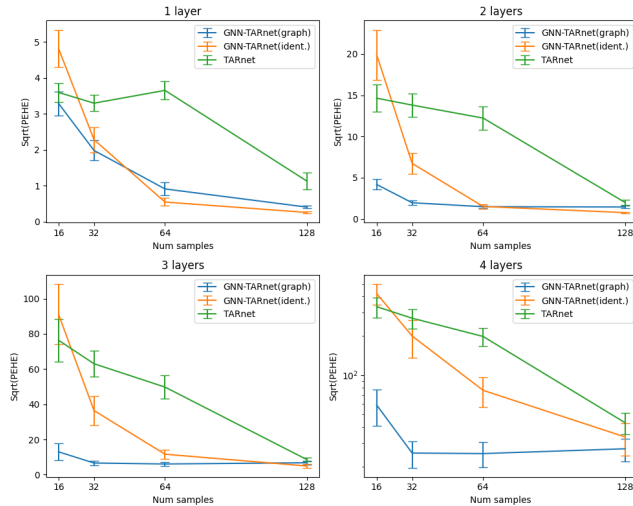 1 layer
GNN-TARnet(graph)
GNN-TARnet(ident.)
TARnet
Sqrt(PEHE)
5
4
3
2
1
0
16 32 64 128
Num samples
2 layers
GNN-TARnet(graph)
GNN-TARnet(ident.)
TARnet
Sqrt(PEHE)
20
15
10
5
0
16 32 64 128
Num samples
3 layers
GNN-TARnet(graph)
GNN-TARnet(ident.)
TARnet
Sqrt(PEHE)
100
80
60
40
20
0
16 32 64 128
Num samples
4 layers
GNN-TARnet(graph)
GNN-TARnet(ident.)
TARnet
Sqrt(PEHE)
10²
16 32 64 128
Num samples